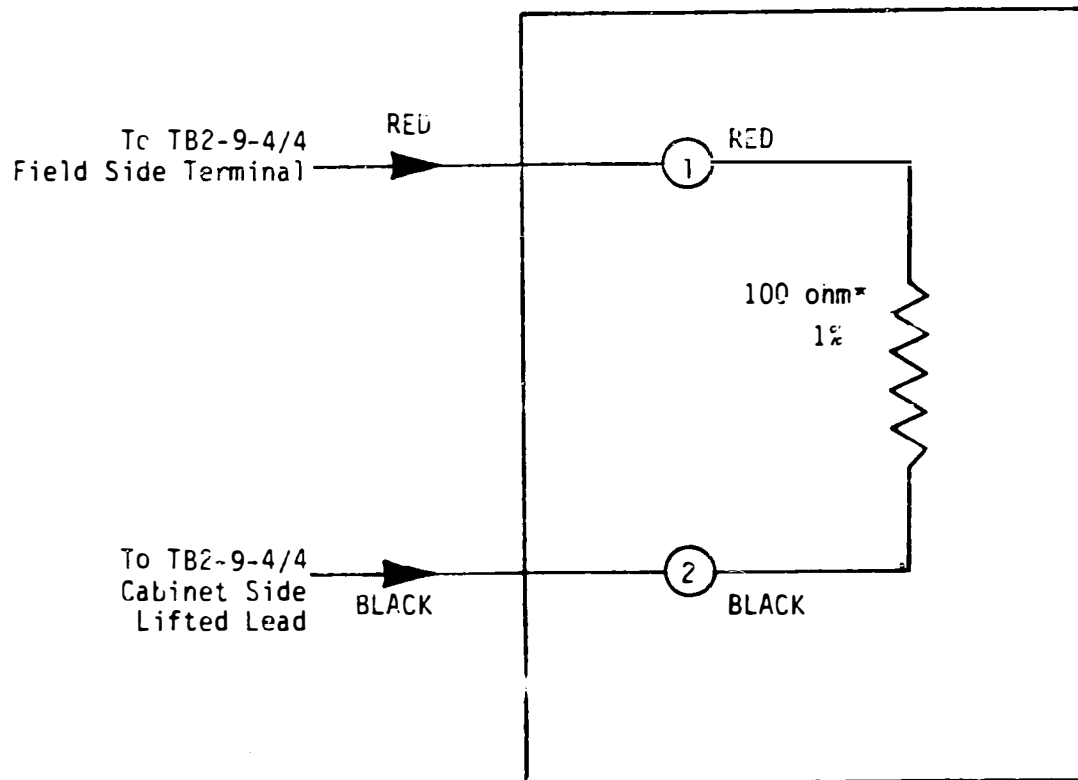 To TB2-9-4/4
Field Side Terminal
RED
1
RED
100 ohm*
1%
To TB2-9-4/4
Cabinet Side
Lifted Lead
BLACK
2
BLACK